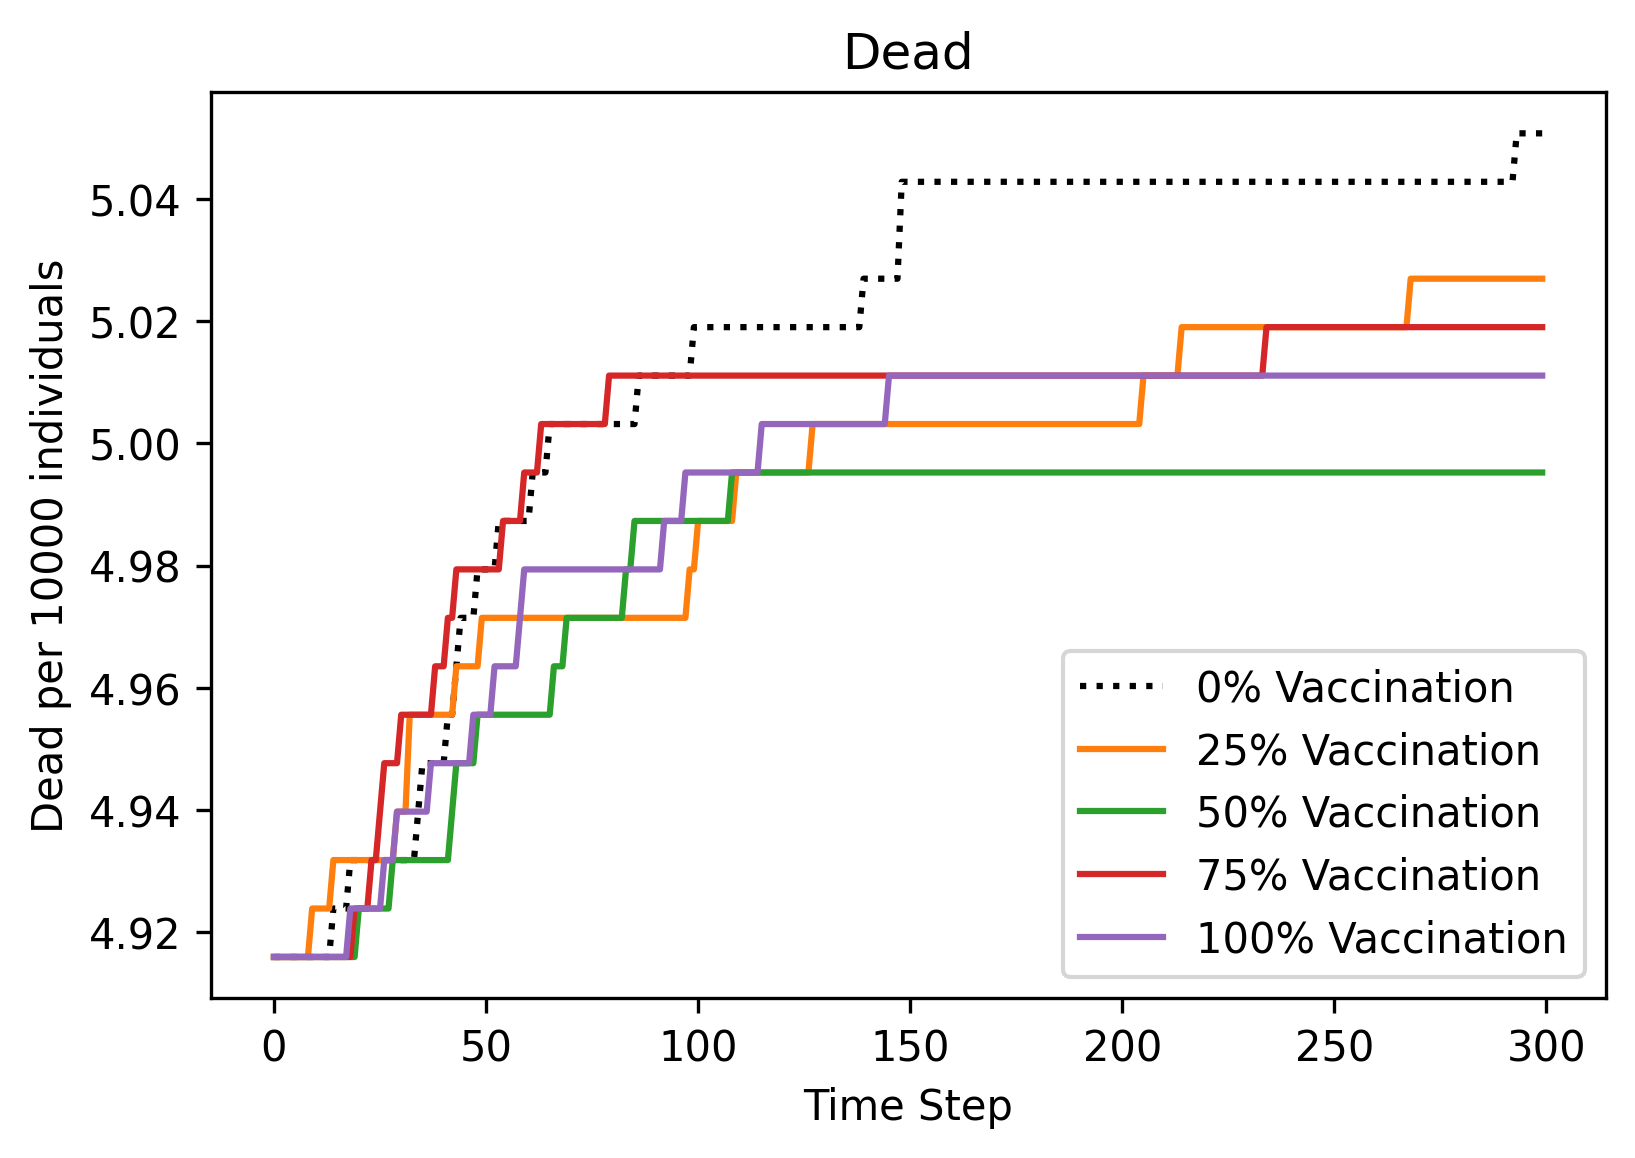 Dead
Dead per 10000 individuals
5.04
5.02
5.00
4.98
4.96
4.94
4.92
0
50
100
150
200
250
300
Time Step
0% Vaccination
25% Vaccination
50% Vaccination
75% Vaccination
100% Vaccination